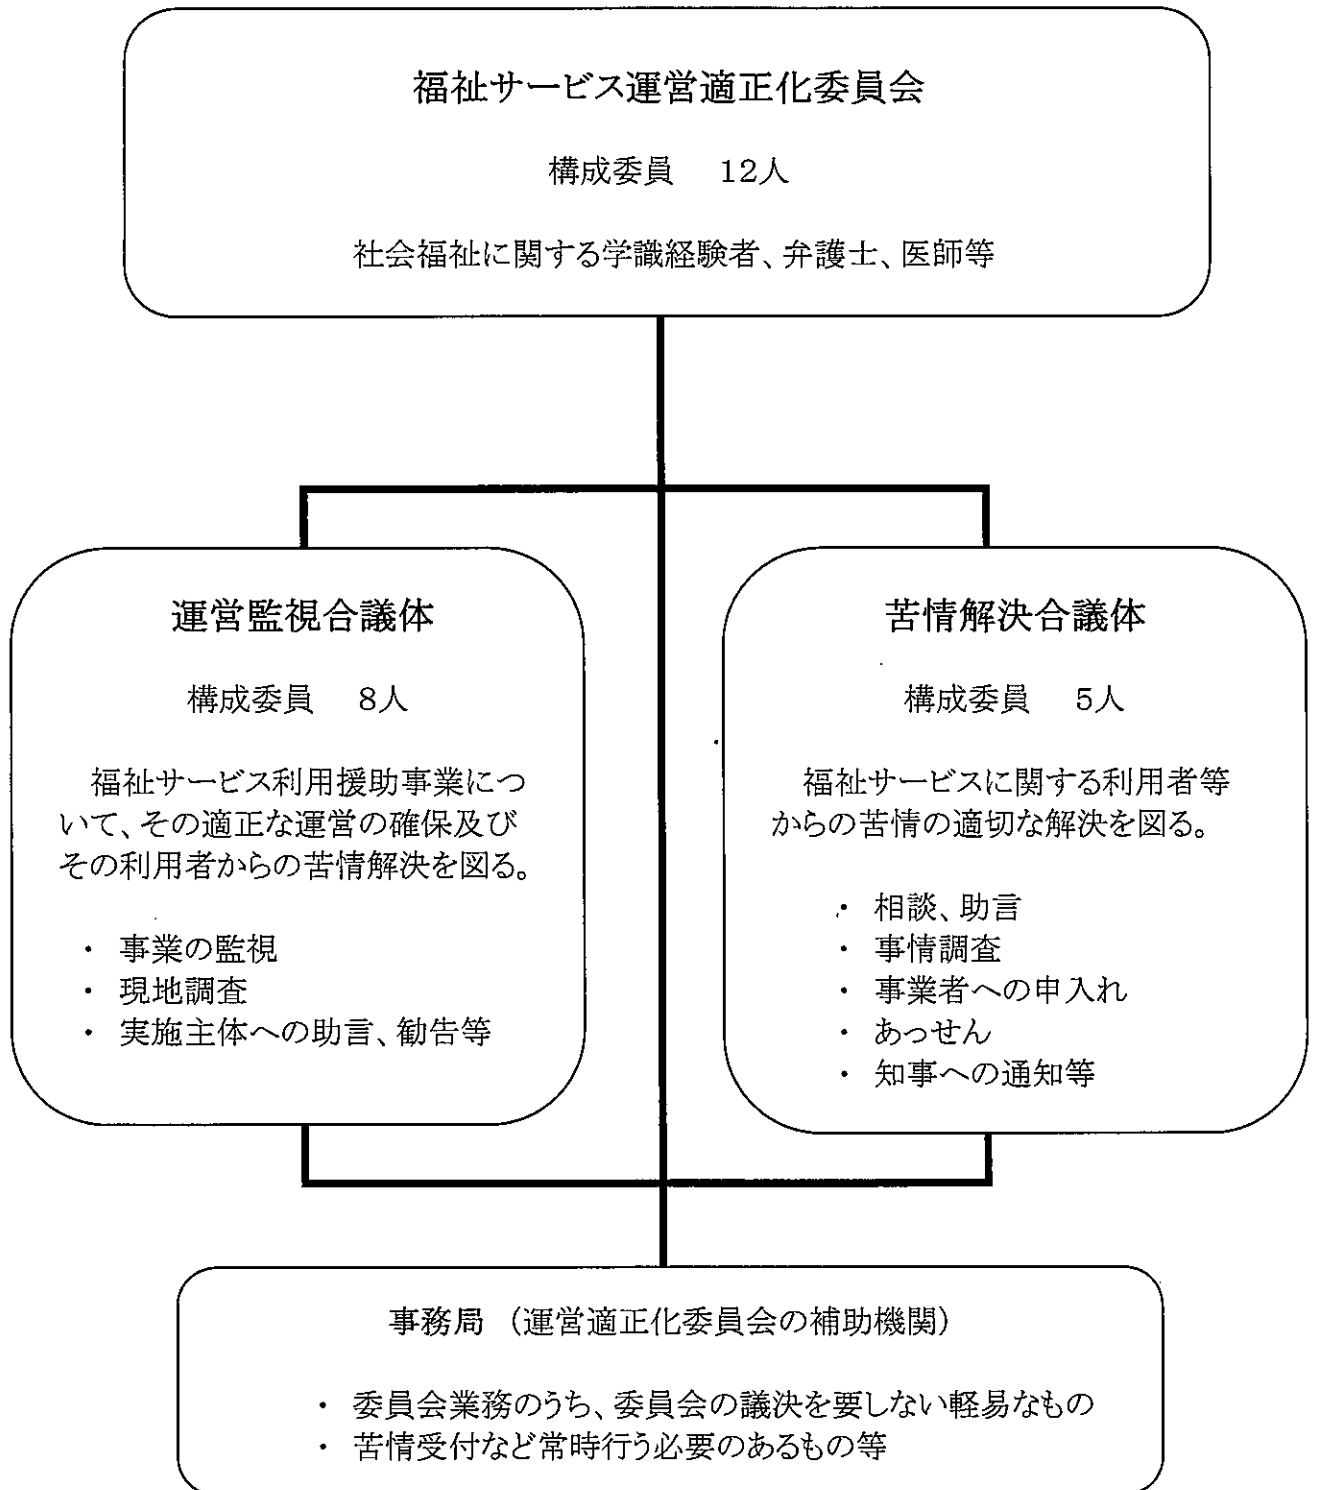 福祉サービス運営適正化委員会
構成委員　12人
社会福祉に関する学識経験者、弁護士、医師等
運営監視合議体
構成委員　8人
福祉サービス利用援助事業につ
いて、その適正な運営の確保及び
その利用者からの苦情解決を図る。
・ 事業の監視
・ 現地調査
・ 実施主体への助言、勧告等
苦情解決合議体
構成委員　5人
福祉サービスに関する利用者等
からの苦情の適切な解決を図る。
・ 相談、助言
・ 事情調査
・ 事業者への申入れ
・ あっせん
・ 知事への通知等
事務局 （運営適正化委員会の補助機関）
・ 委員会業務のうち、委員会の議決を要しない軽易なもの
・ 苦情受付など常時行う必要のあるもの等